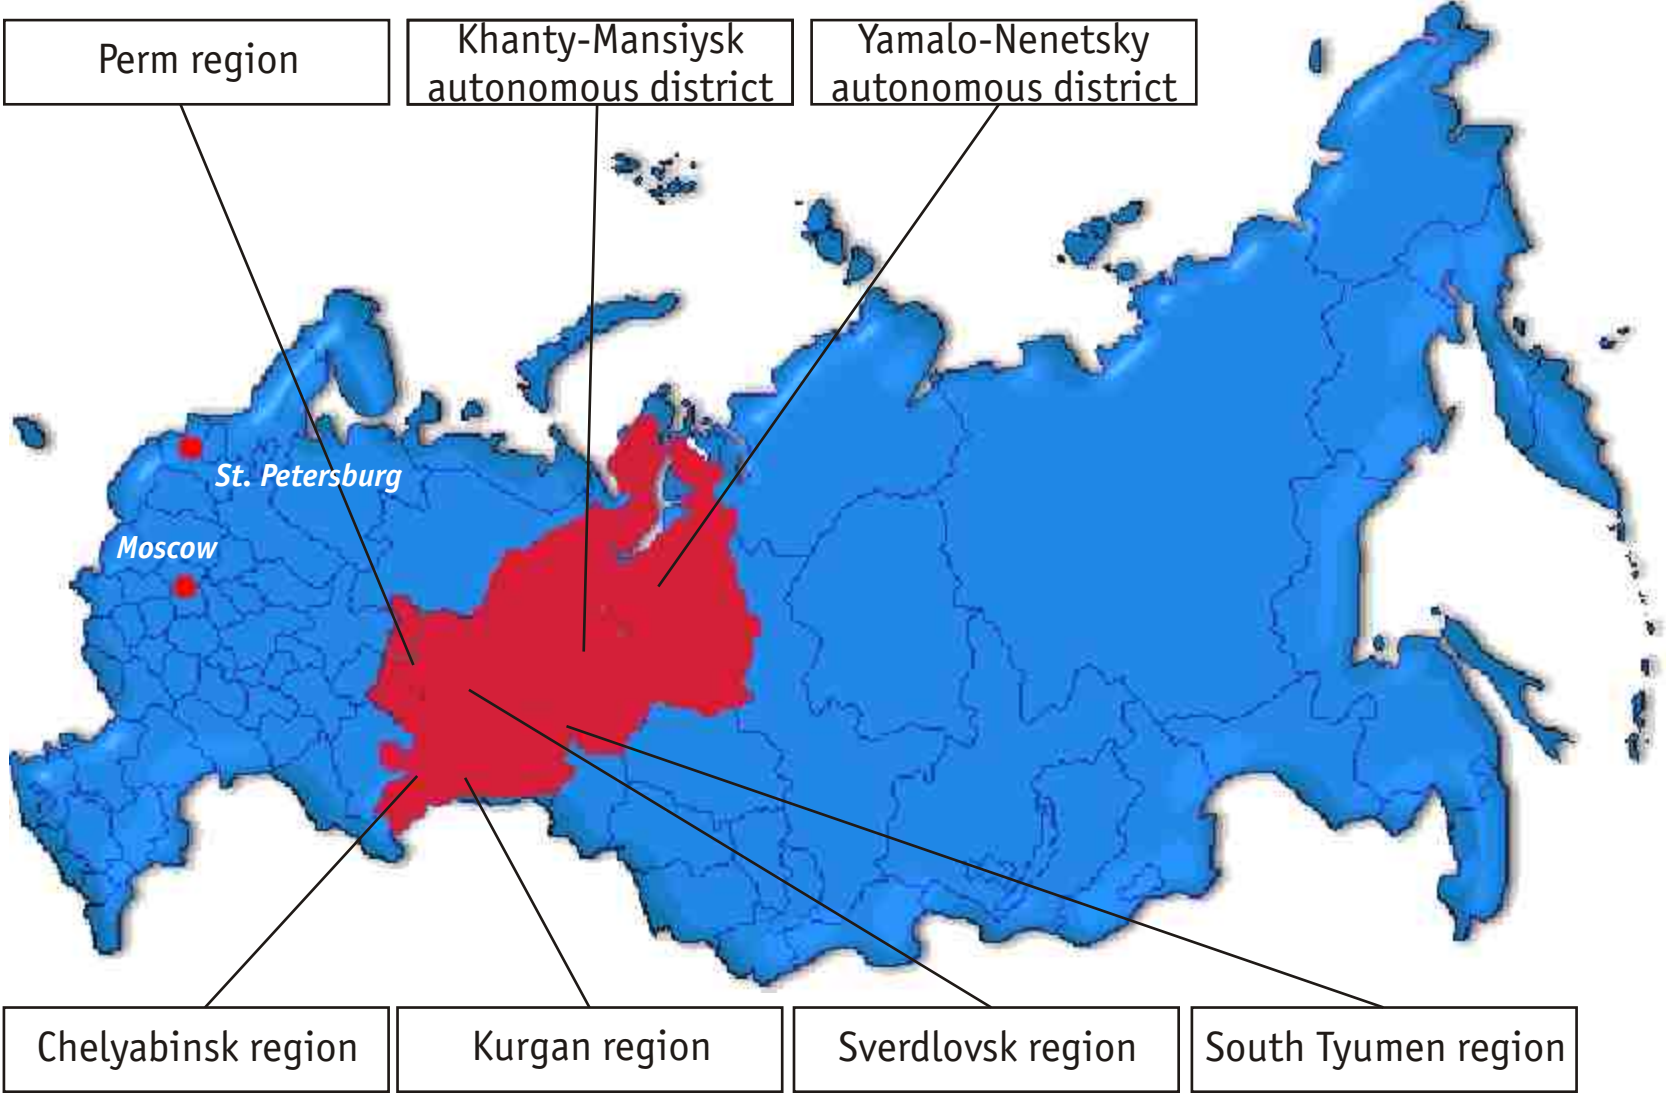 Perm region
Khanty-Mansiysk
autonomous district
Yamalo-Nenetsky
autonomous district
St. Petersburg
Moscow
Chelyabinsk region
Kurgan region
Sverdlovsk region
South Tyumen region